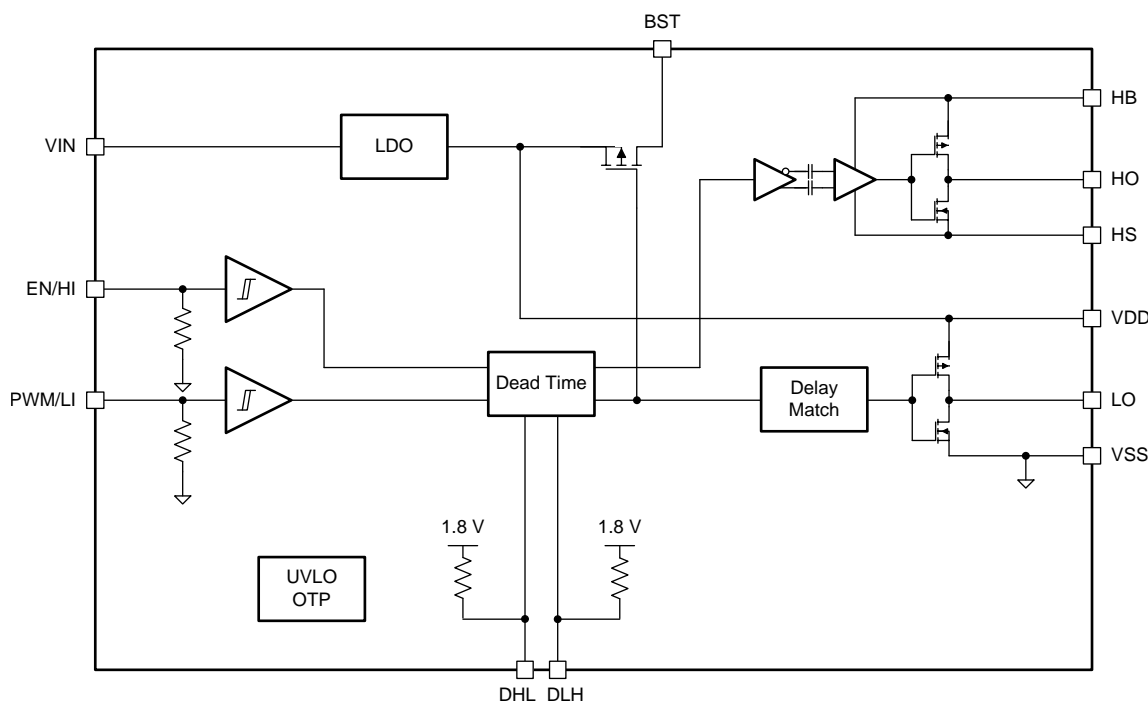 BST
HB
VIN
LDO
HO
HS
EN/HI
VDD
Dead Time
Delay
Match
PWM/LI
LO
VSS
1.8 V
1.8 V
UVLO
OTP
DHL
DLH